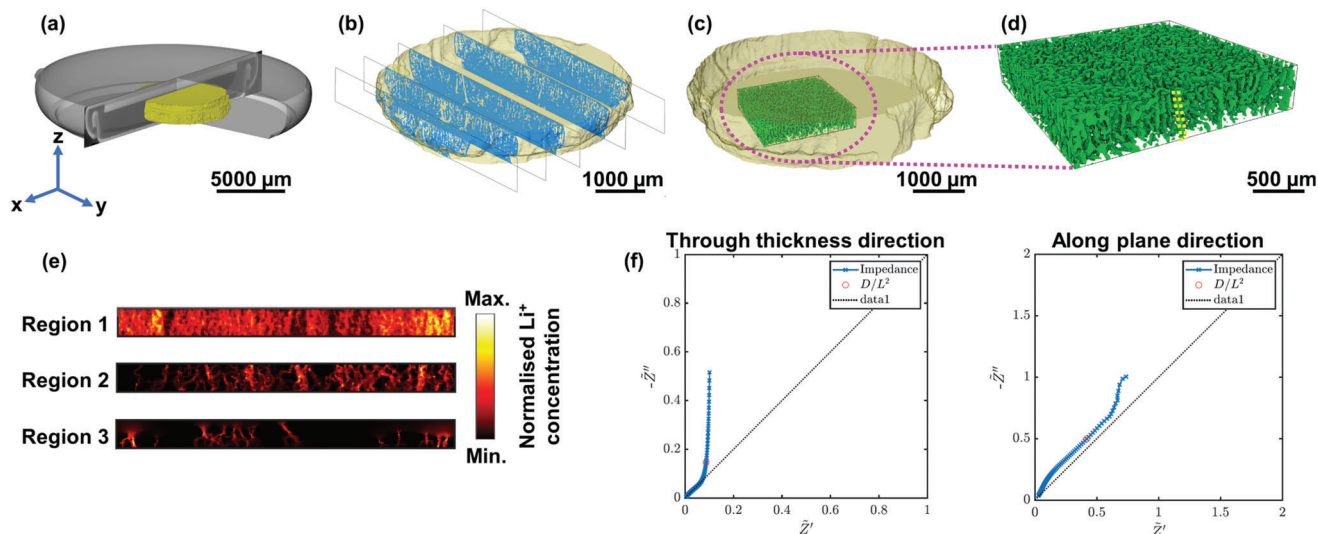 (a)
z
x
y
5000 µm
(b)
1000 µm
(c)
1000 µm
(d)
500 µm
(e)
Region 1
Region 2
Region 3
Max.
Min.
Normalised Li⁺
concentration
(f)
Through thickness direction
1
0.8
0.6
0.4
0.2
0
-Z̃''
0 0.2 0.4 0.6 0.8 1
Z̃'
Impedance
D/L²
data1
Along plane direction
2
1.5
1
0.5
0
-Z̃''
0 0.5 1 1.5 2
Z̃'
Impedance
D/L²
data1